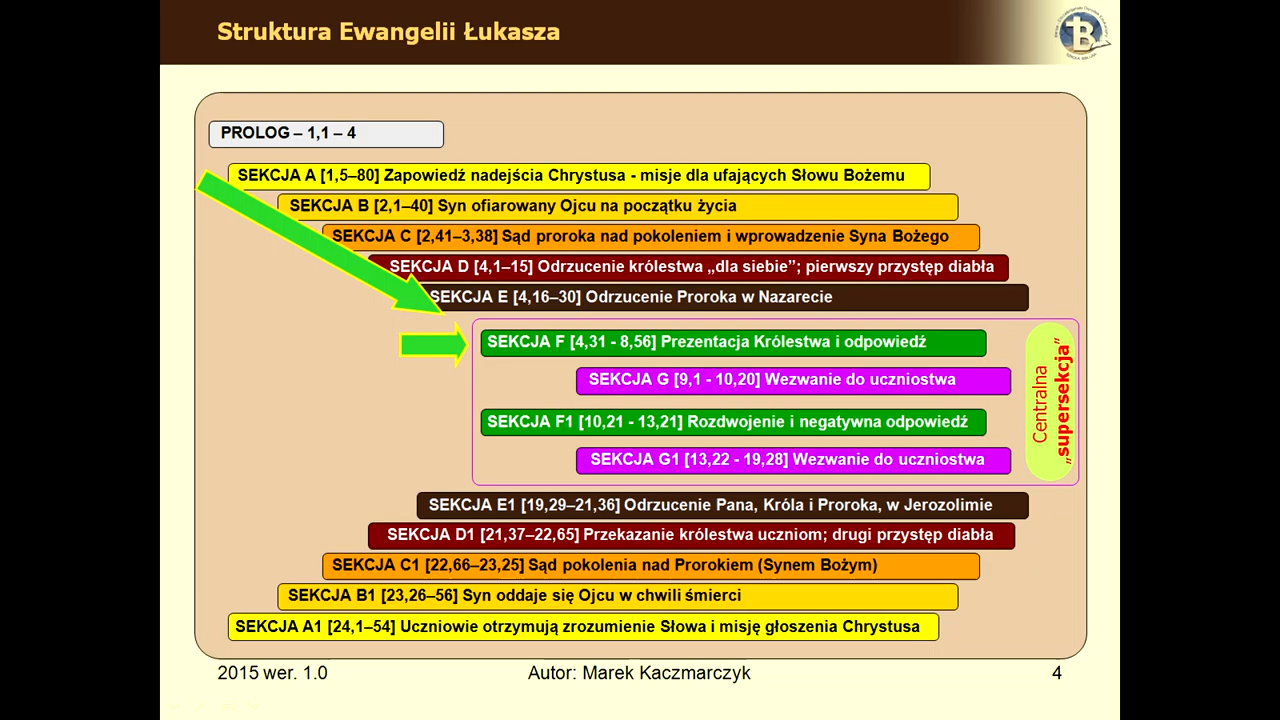 Struktura Ewangelii Łukasza
PROLOG – 1,1 – 4
SEKCJA A [1,5–80] Zapowiedź nadejścia Chrystusa - misje dla ufających Słowu Bożemu
SEKCJA B [2,1–40] Syn ofiarowany Ojcu na początku życia
SEKCJA C [2,41–3,38] Sąd proroka nad pokoleniem i wprowadzenie Syna Bożego
SEKCJA D [4,1–15] Odrzucenie królestwa „dla siebie”; pierwszy przystęp diabła
SEKCJA E [4,16–30] Odrzucenie Proroka w Nazarecie
SEKCJA F [4,31 - 8,56] Prezentacja Królestwa i odpowiedź
SEKCJA G [9,1 - 10,20] Wezwanie do uczniostwa
SEKCJA F1 [10,21 - 13,21] Rozdwojenie i negatywna odpowiedź
SEKCJA G1 [13,22 - 19,28] Wezwanie do uczniostwa
Centralna
„supersekcja”
SEKCJA E1 [19,29–21,36] Odrzucenie Pana, Króla i Proroka, w Jerozolimie
SEKCJA D1 [21,37–22,65] Przekazanie królestwa uczniom; drugi przystęp diabła
SEKCJA C1 [22,66–23,25] Sąd pokolenia nad Prorokiem (Synem Bożym)
SEKCJA B1 [23,26–56] Syn oddaje się Ojcu w chwili śmierci
SEKCJA A1 [24,1–54] Uczniowie otrzymują zrozumienie Słowa i misję głoszenia Chrystusa
2015 wer. 1.0
Autor: Marek Kaczmarczyk
4